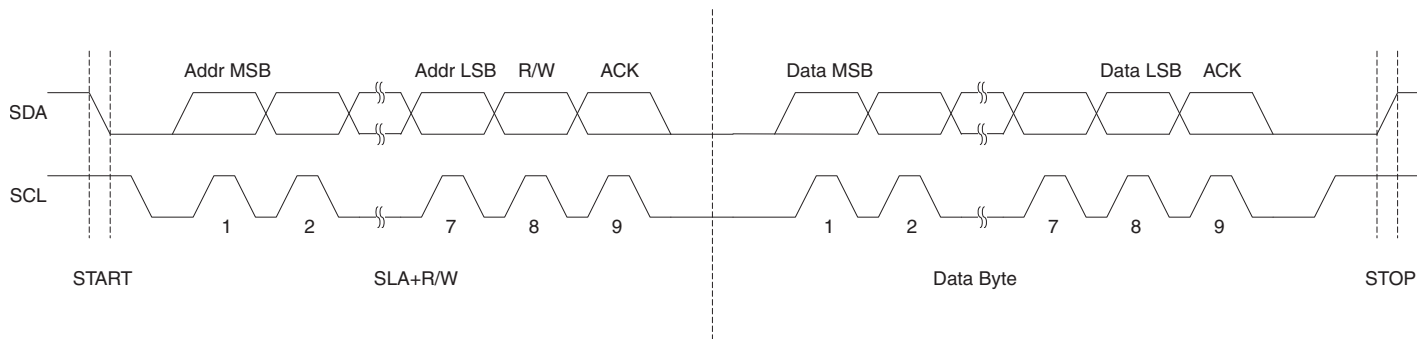 Addr MSB Addr LSB R/W ACK Data MSB Data LSB ACK
SDA
SCL
1 2 7 8 9 1 2 7 8 9
START SLA+R/W Data Byte STOP